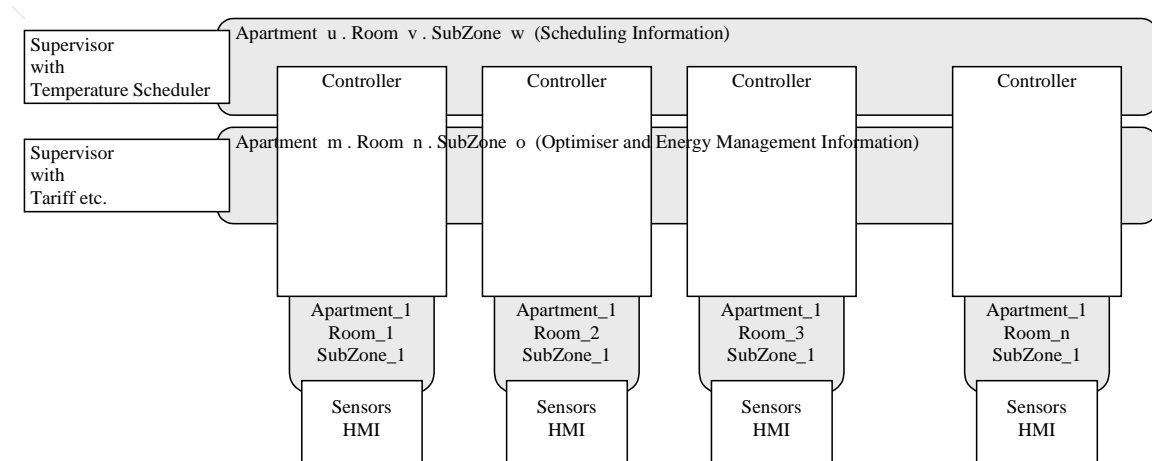 Apartment u . Room v . SubZone w (Scheduling Information)
Supervisor
with
Temperature Scheduler
Controller
Controller
Controller
Controller
Apartment m . Room n . SubZone o (Optimiser and Energy Management Information)
Supervisor
with
Tariff etc.
Apartment_1
Room_1
SubZone_1
Apartment_1
Room_2
SubZone_1
Apartment_1
Room_3
SubZone_1
Apartment_1
Room_n
SubZone_1
Sensors
HMI
Sensors
HMI
Sensors
HMI
Sensors
HMI